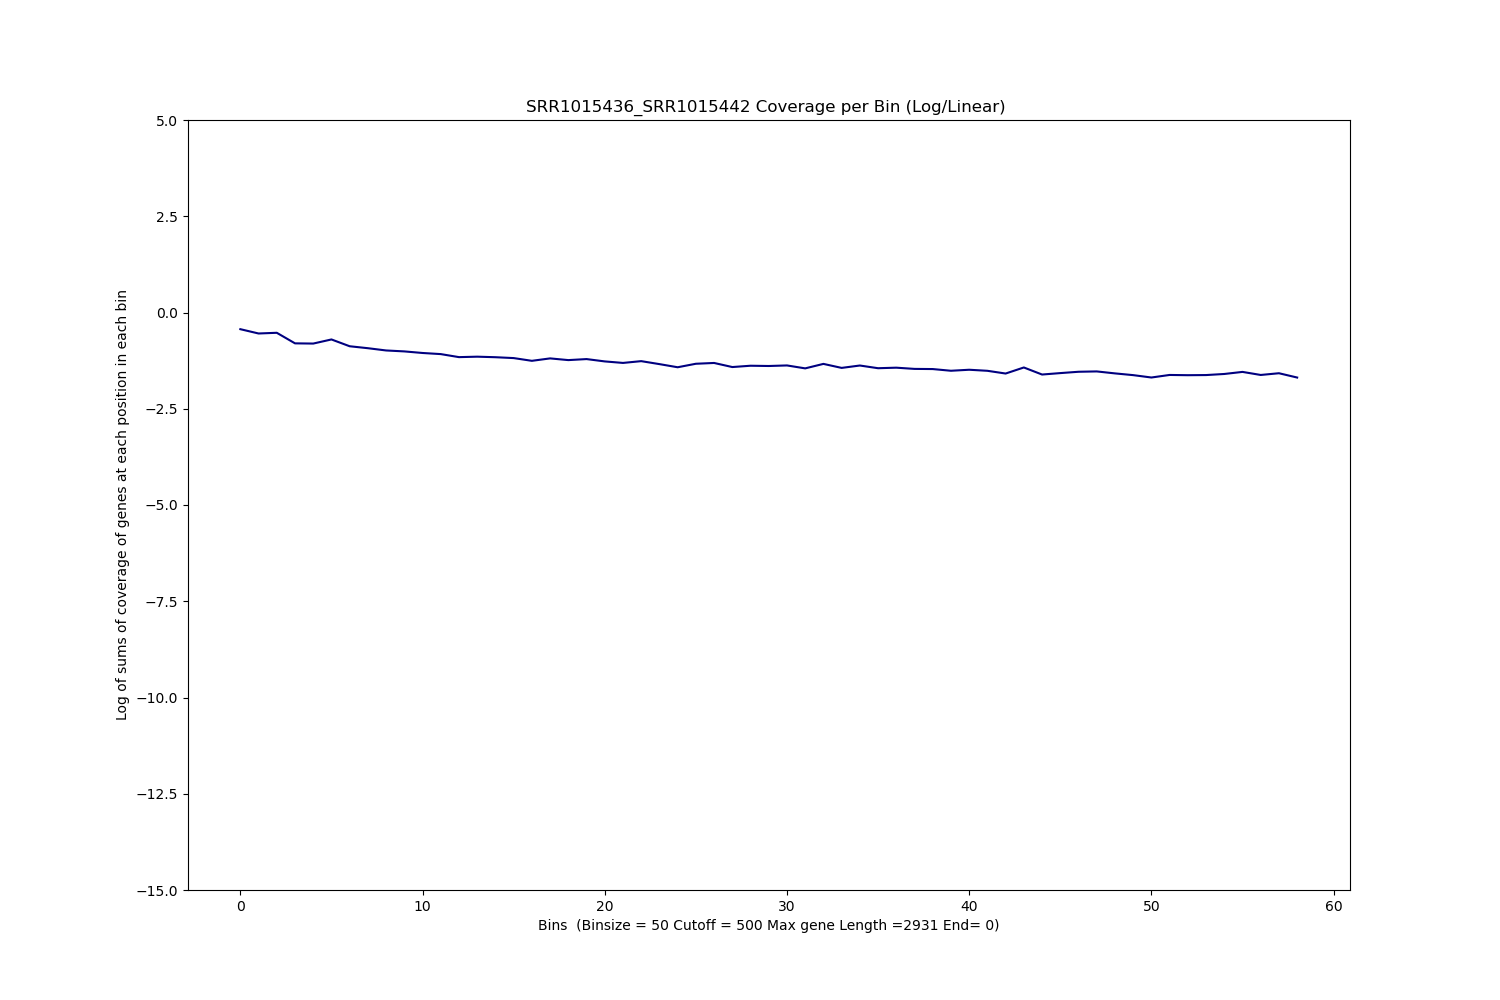 SRR1015436_SRR1015442 Coverage per Bin (Log/Linear)
5.0
2.5
0.0
−2.5
−5.0
−7.5
−10.0
−12.5
−15.0
Log of sums of coverage of genes at each position in each bin
0 10 20 30 40 50 60
Bins  (Binsize = 50 Cutoff = 500 Max gene Length =2931 End= 0)